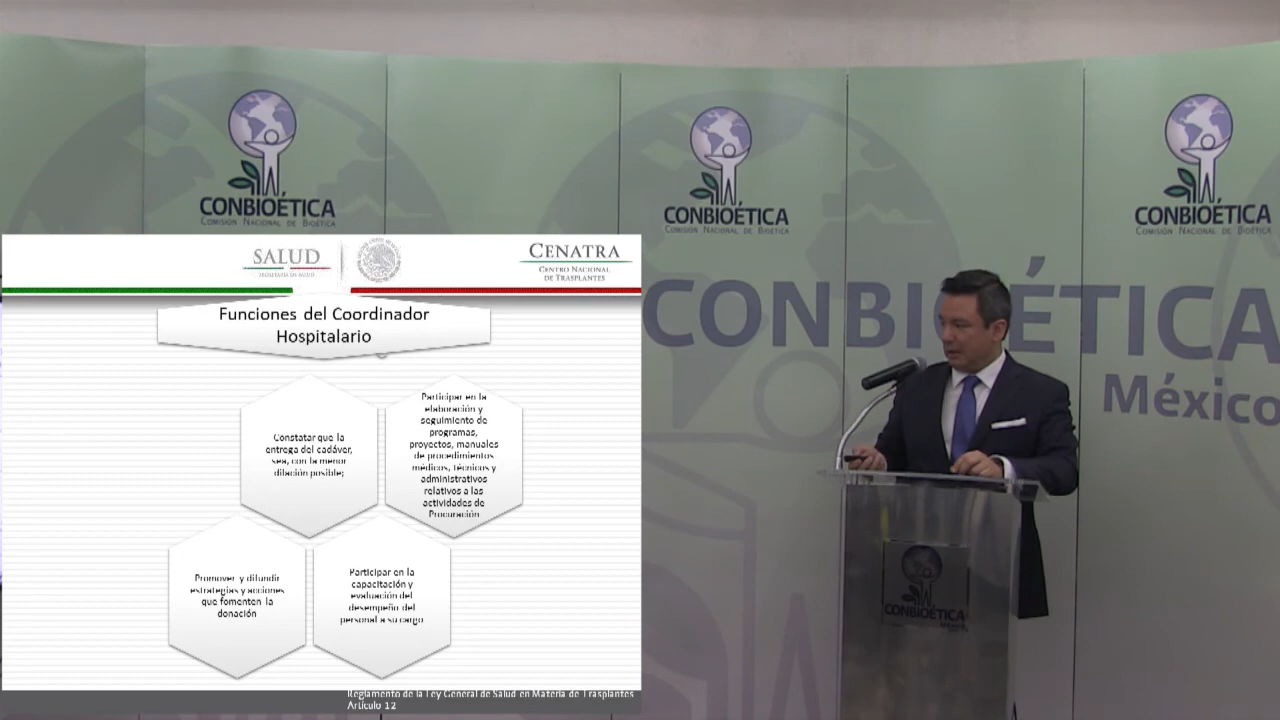 CONBIOÉTICA
COMISIÓN NACIONAL DE BIOÉTICA
CONBIOÉTICA
COMISIÓN NACIONAL DE BIOÉTICA
CONBIOÉTICA
COMISIÓN NACIONAL DE BIOÉTICA
CONBIOÉTICA
México
SALUD
SECRETARÍA DE SALUD
CENATRA
CENTRO NACIONAL
DE TRASPLANTES
Funciones del Coordinador
Hospitalario
Constatar que la
entrega del cadáver,
sea, con la menor
dilación posible;
Participar en la
elaboración y
seguimiento de
programas,
proyectos, manuales
de procedimientos
médicos, técnicos y
administrativos
relativos a las
actividades de
Procuración
Promover y difundir
estrategias y acciones
que fomenten la
donación
Participar en la
capacitación y
evaluación del
desempeño del
personal a su cargo
Reglamento de la Ley General de Salud en Materia de Trasplantes
Artículo 12
CONBIOÉTICA
México